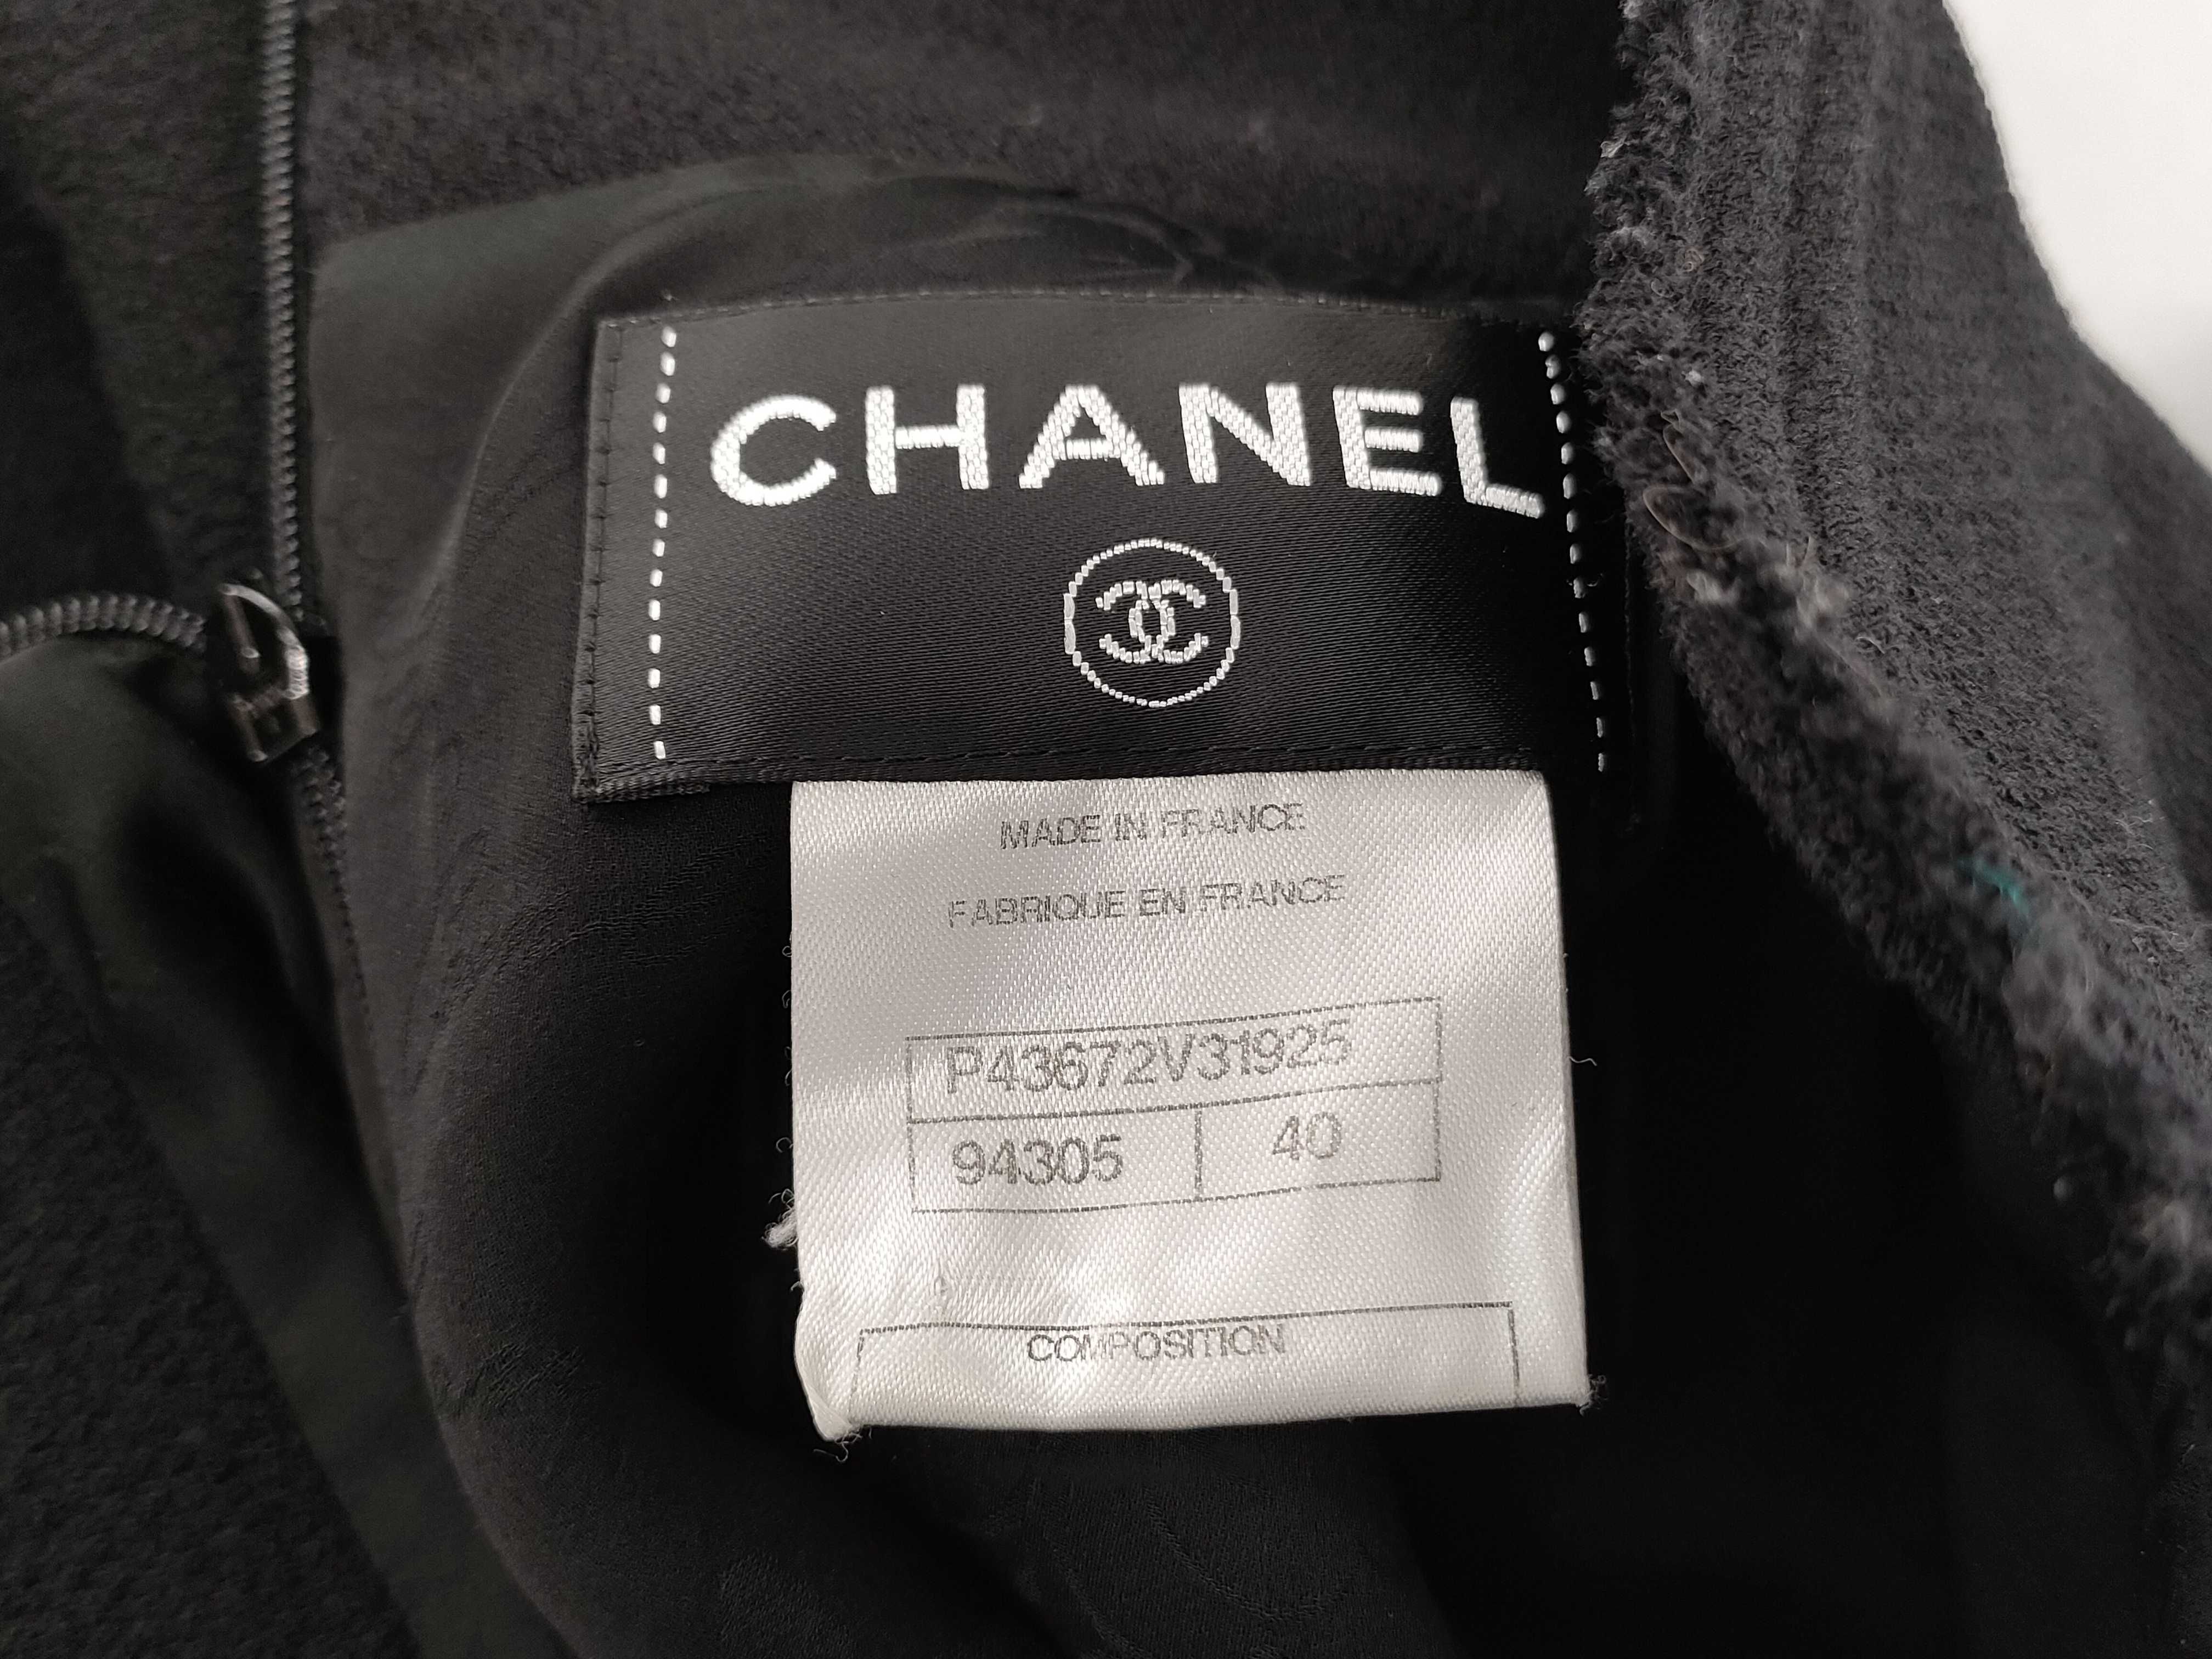 CHANEL
MADE IN FRANCE
FABRIQUE EN FRANCE
P43672V31925
94305 40
COMPOSITION